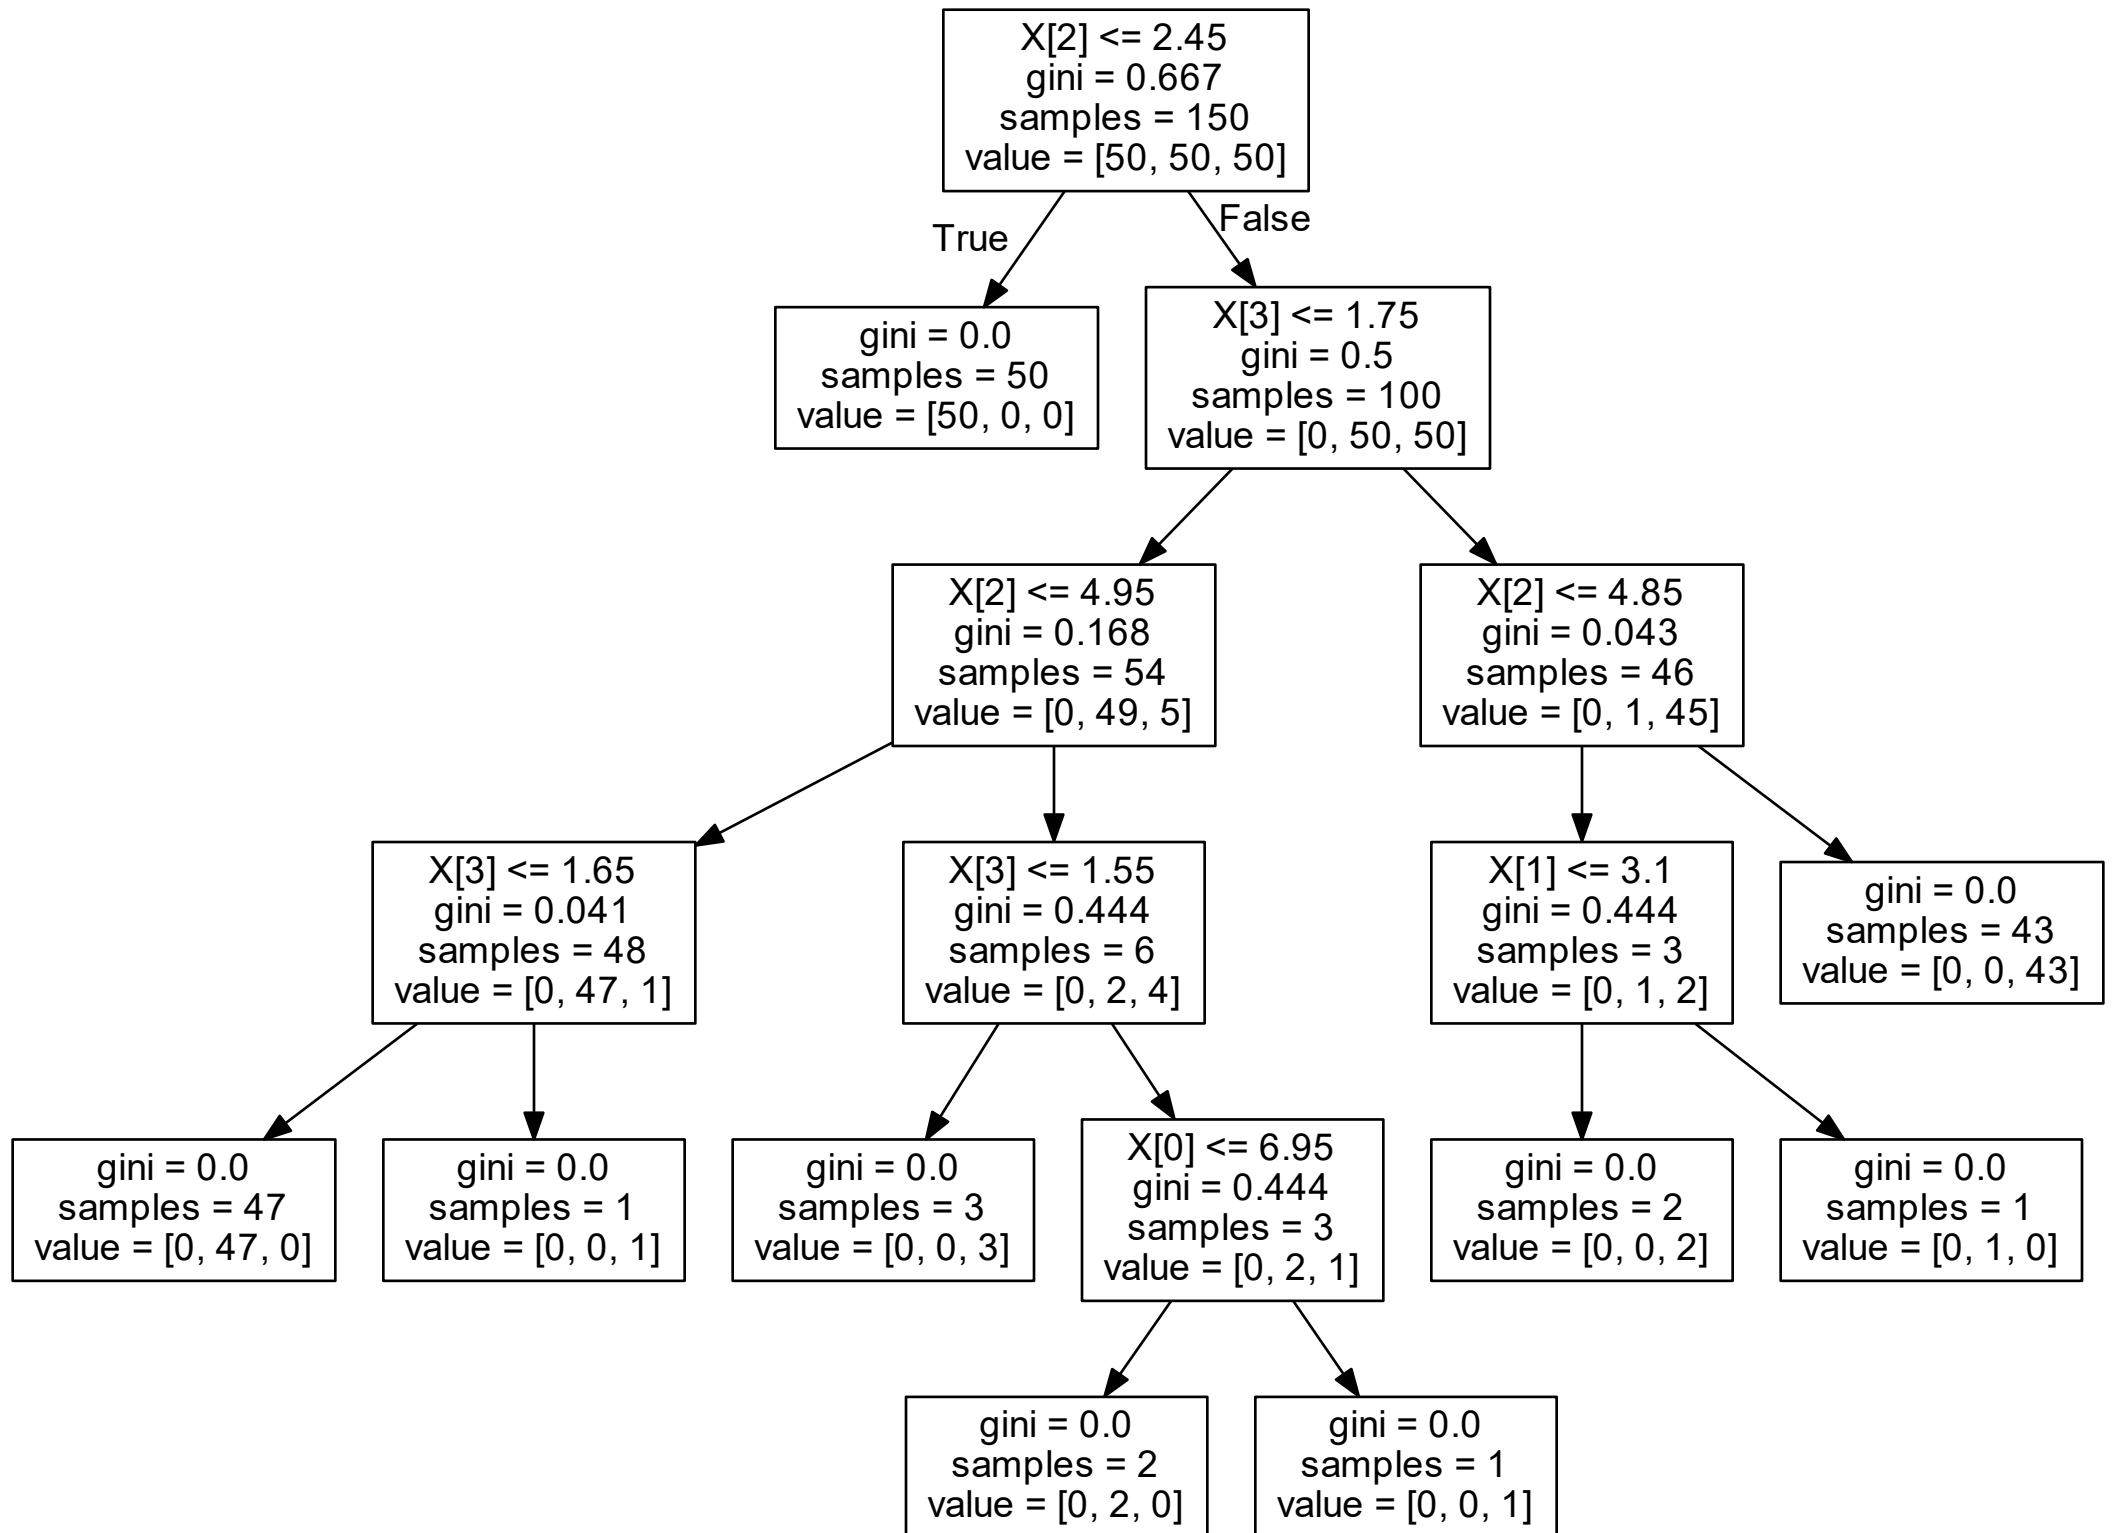 X[2] <= 2.45
gini = 0.667
samples = 150
value = [50, 50, 50]
True
False
gini = 0.0
samples = 50
value = [50, 0, 0]
X[3] <= 1.75
gini = 0.5
samples = 100
value = [0, 50, 50]
X[2] <= 4.95
gini = 0.168
samples = 54
value = [0, 49, 5]
X[2] <= 4.85
gini = 0.043
samples = 46
value = [0, 1, 45]
X[3] <= 1.65
gini = 0.041
samples = 48
value = [0, 47, 1]
X[3] <= 1.55
gini = 0.444
samples = 6
value = [0, 2, 4]
X[1] <= 3.1
gini = 0.444
samples = 3
value = [0, 1, 2]
gini = 0.0
samples = 43
value = [0, 0, 43]
gini = 0.0
samples = 47
value = [0, 47, 0]
gini = 0.0
samples = 1
value = [0, 0, 1]
gini = 0.0
samples = 3
value = [0, 0, 3]
X[0] <= 6.95
gini = 0.444
samples = 3
value = [0, 2, 1]
gini = 0.0
samples = 2
value = [0, 0, 2]
gini = 0.0
samples = 1
value = [0, 1, 0]
gini = 0.0
samples = 2
value = [0, 2, 0]
gini = 0.0
samples = 1
value = [0, 0, 1]